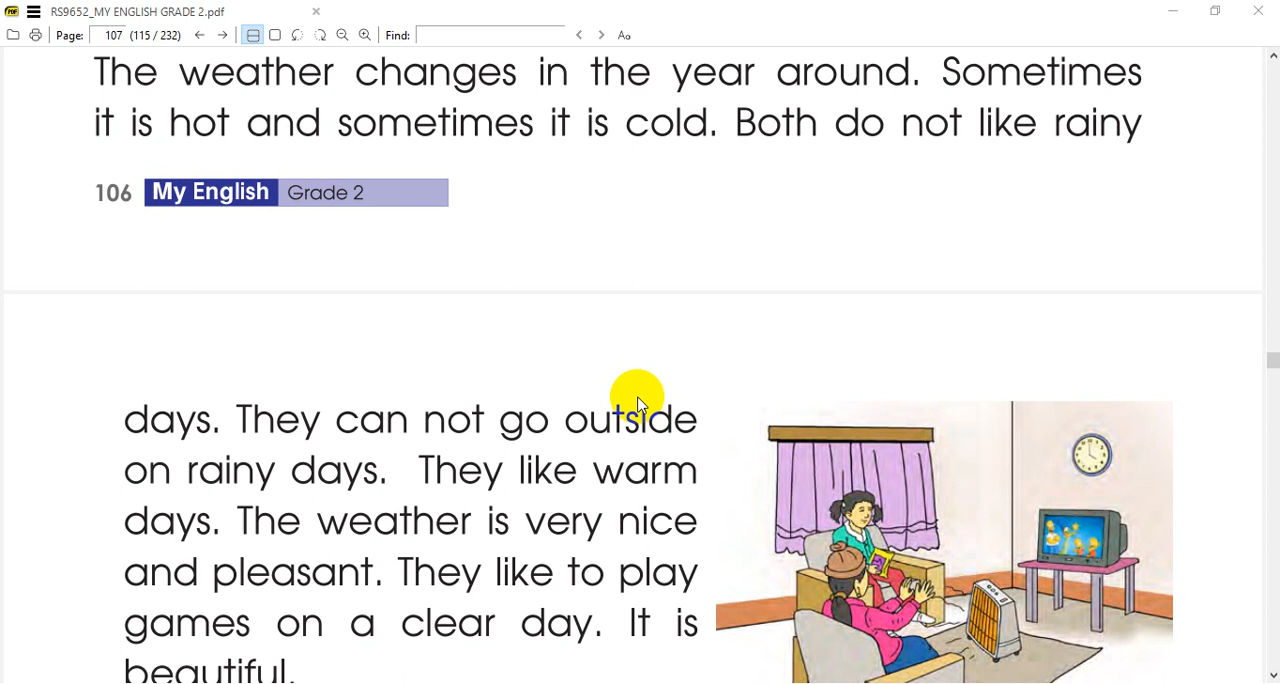 RS9652_MY ENGLISH GRADE 2.pdf
Page: 107 (115 / 232) Find: Aa
The weather changes in the year around. Sometimes
it is hot and sometimes it is cold. Both do not like rainy
106 My English Grade 2
days. They can not go outside
on rainy days. They like warm
days. The weather is very nice
and pleasant. They like to play
games on a clear day. It is
beautiful.